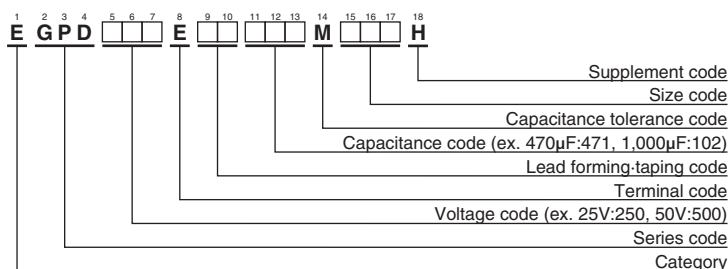 1 2 3 4 5 6 7 8 9 10 11 12 13 14 15 16 17 18
E G P D E M H
Supplement code
Size code
Capacitance tolerance code
Capacitance code (ex. 470μF:471, 1,000μF:102)
Lead forming·taping code
Terminal code
Voltage code (ex. 25V:250, 50V:500)
Series code
Category